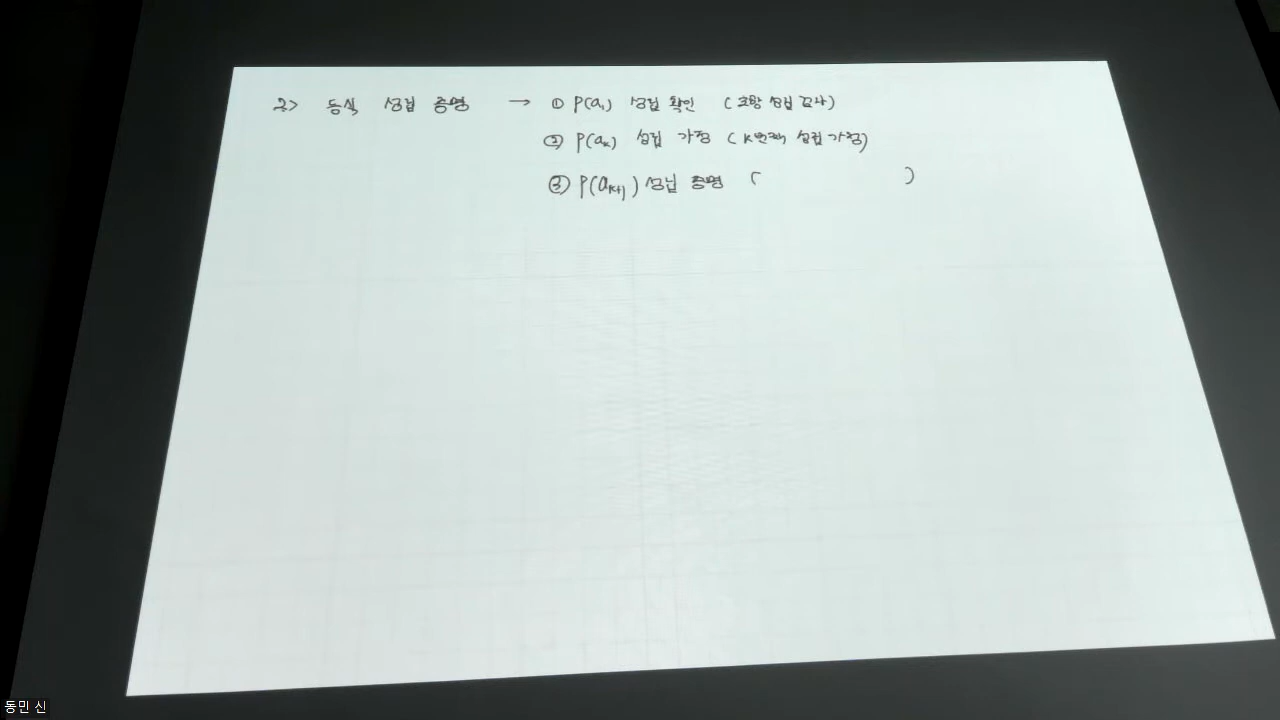 2> 등식 성립 증명 → ① P(a₁) 성립 확인 (초항 성립 검사)
② P(aₖ) 성립 가정 (k번째 성립 가정)
③ P(aₖ₊₁) 성립 증명 ( )
동민 신